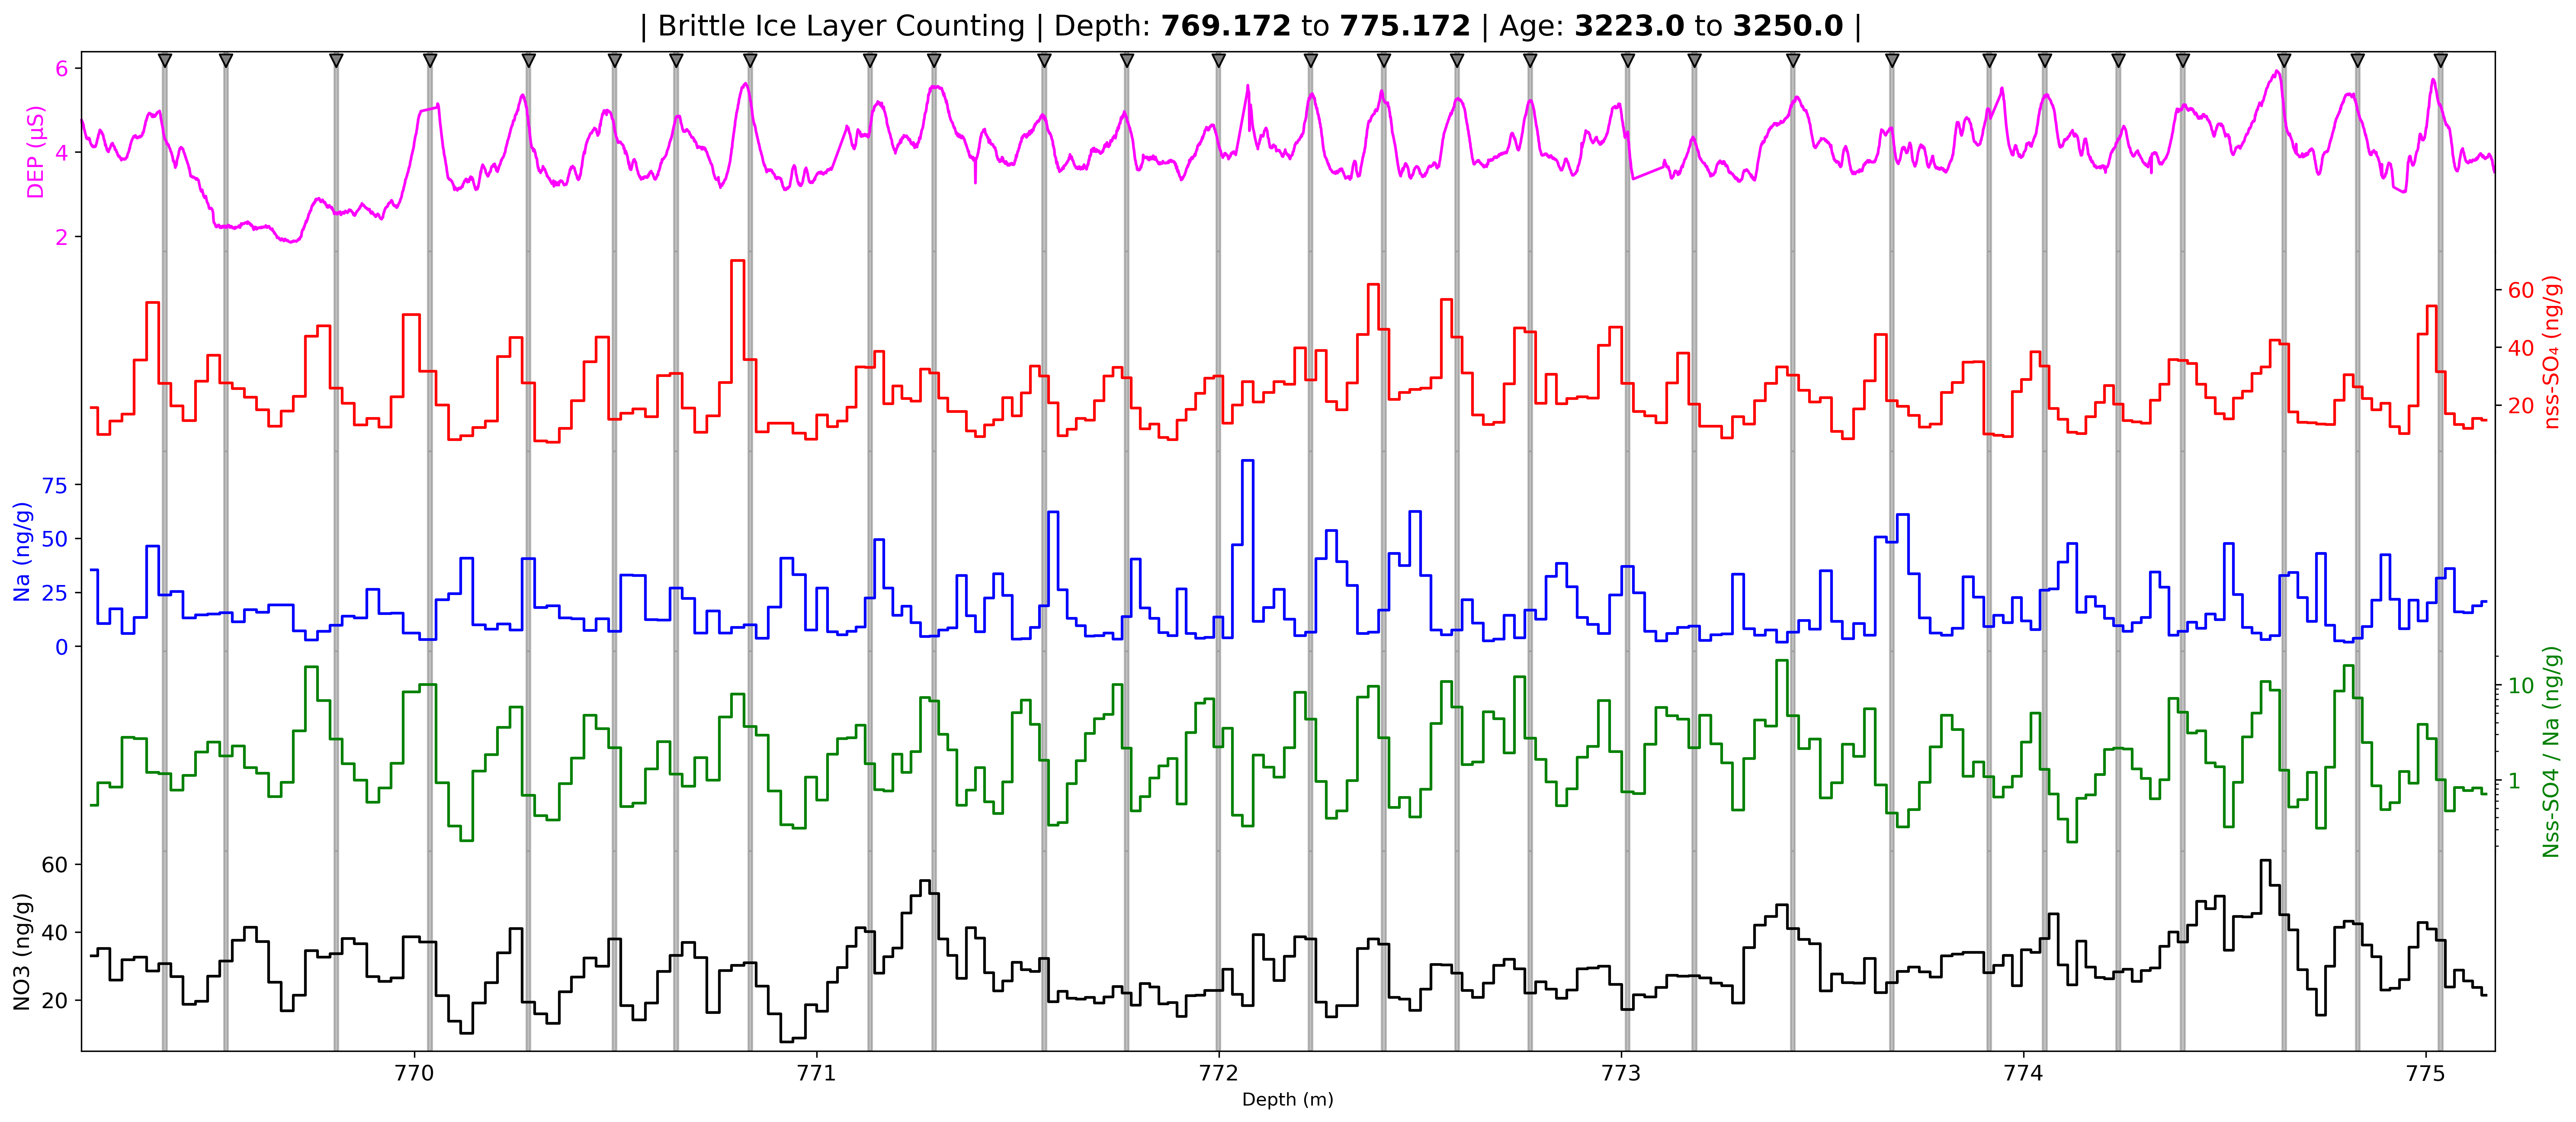 | Brittle Ice Layer Counting | Depth: 769.172 to 775.172 | Age: 3223.0 to 3250.0 |
DEP (µS)
6
4
2
nss-SO₄ (ng/g)
60
40
20
Na (ng/g)
75
50
25
0
Nss-SO4 / Na (ng/g)
10
1
NO3 (ng/g)
60
40
20
770 771 772 773 774 775
Depth (m)